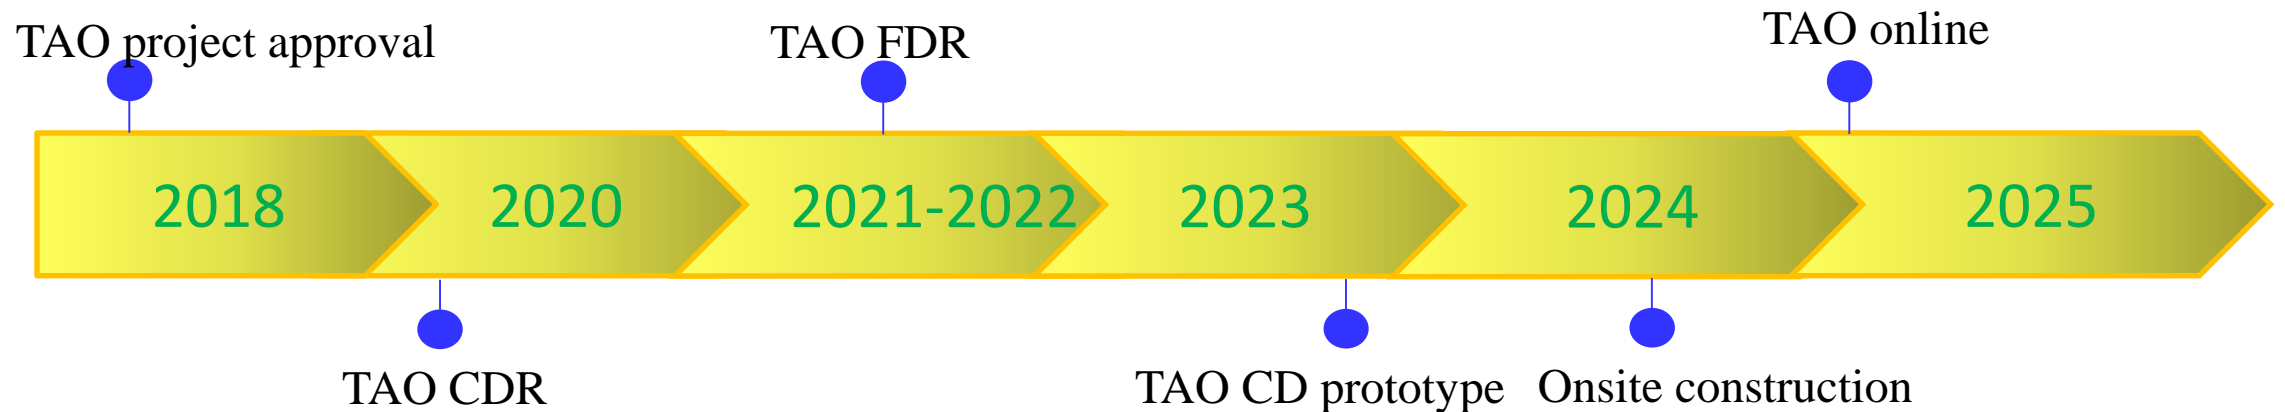 TAO project approval
TAO FDR
TAO online
2018
2020
2021-2022
2023
2024
2025
TAO CDR
TAO CD prototype
Onsite construction